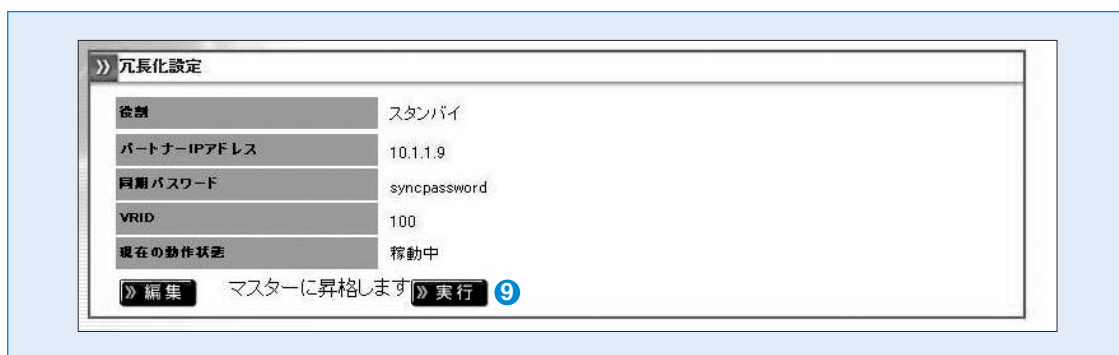 » 冗長化設定
役割 スタンバイ
パートナーIPアドレス 10.1.1.9
同期パスワード syncpassword
VRID 100
現在の動作状態 稼動中
» 編集 マスターに昇格します » 実行 9